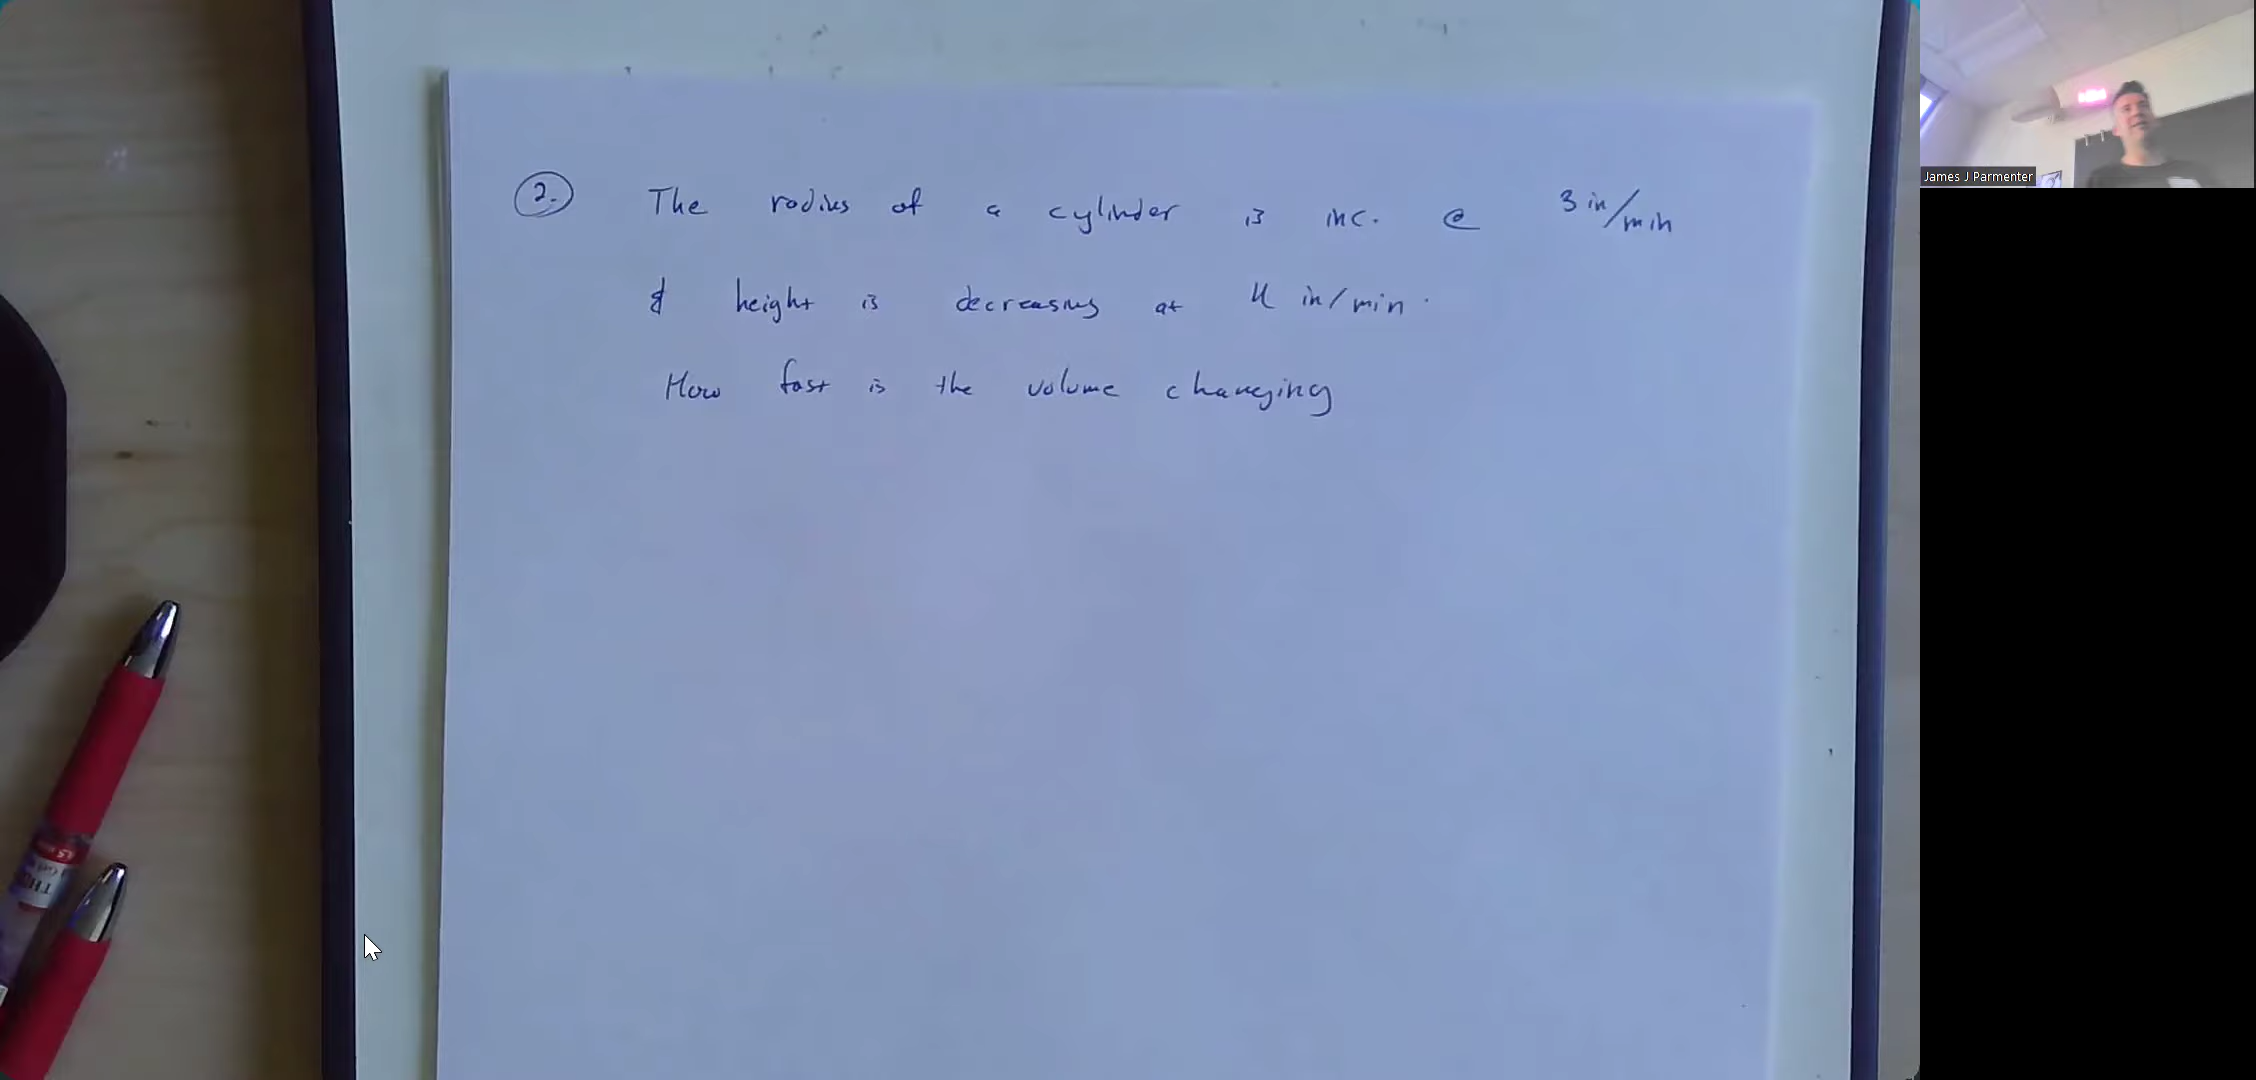 2. The radius of a cylinder is inc. @ 3 in/min
& height is decreasing at 4 in/min.
How fast is the volume changing
James J Parmenter